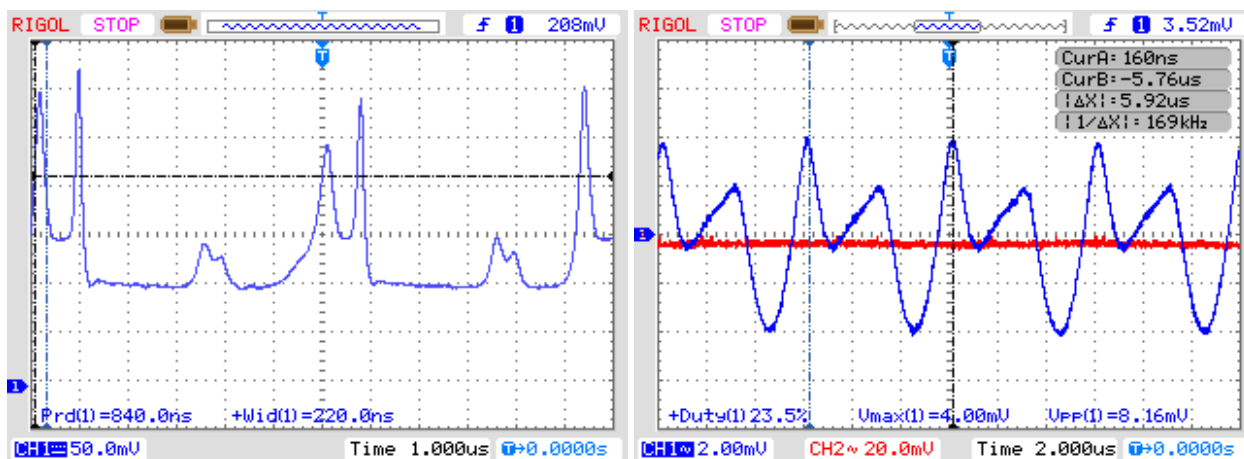 RIGOL STOP T 1 208mV
T
1
Prd(1)=840.0ns +Wid(1)=220.0ns
CH1 50.0mV Time 1.000us T→0.0000s
RIGOL STOP T 1 3.52mV
T
CurA: 160ns
CurB: -5.76us
|ΔX|: 5.92us
|1/ΔX|: 169kHz
1
+Duty(1) 23.5% Vmax(1)=4.00mV Vpp(1)=8.16mV
CH1~ 2.00mV CH2~ 20.0mV Time 2.000us T→0.0000s